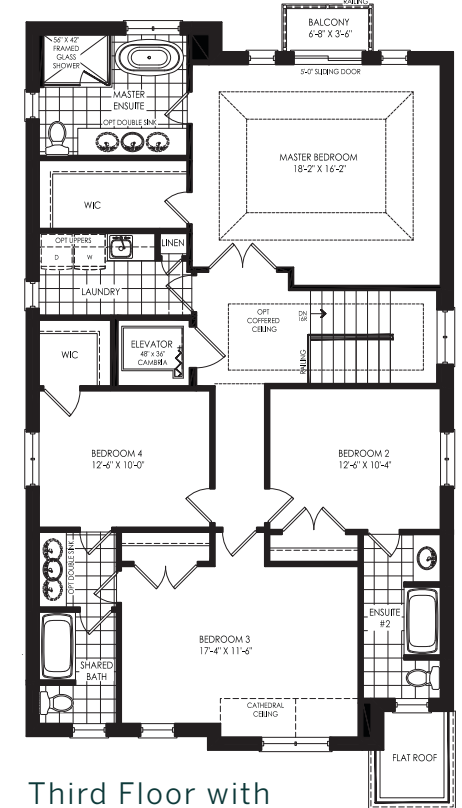 RAILING
BALCONY
6'-8" X 3'-6"
5'-0" SLIDING DOOR
56" X 42"
FRAMED
GLASS
SHOWER
MASTER
ENSUITE
OPT DOUBLE SINK
MASTER BEDROOM
18'-2" X 16'-2"
WIC
OPT UPPERS
D
W
LINEN
LAUNDRY
OPT
COFFERED
CEILING
DN
16R
RAILING
WIC
ELEVATOR
48" x 36"
CAMBRIA
BEDROOM 4
12'-6" X 10'-0"
BEDROOM 2
12'-6" X 10'-4"
OPT DOUBLE SINK
ENSUITE
#2
BEDROOM 3
17'-4" X 11'-6"
SHARED
BATH
CATHEDRAL
CEILING
FLAT ROOF
Third Floor with